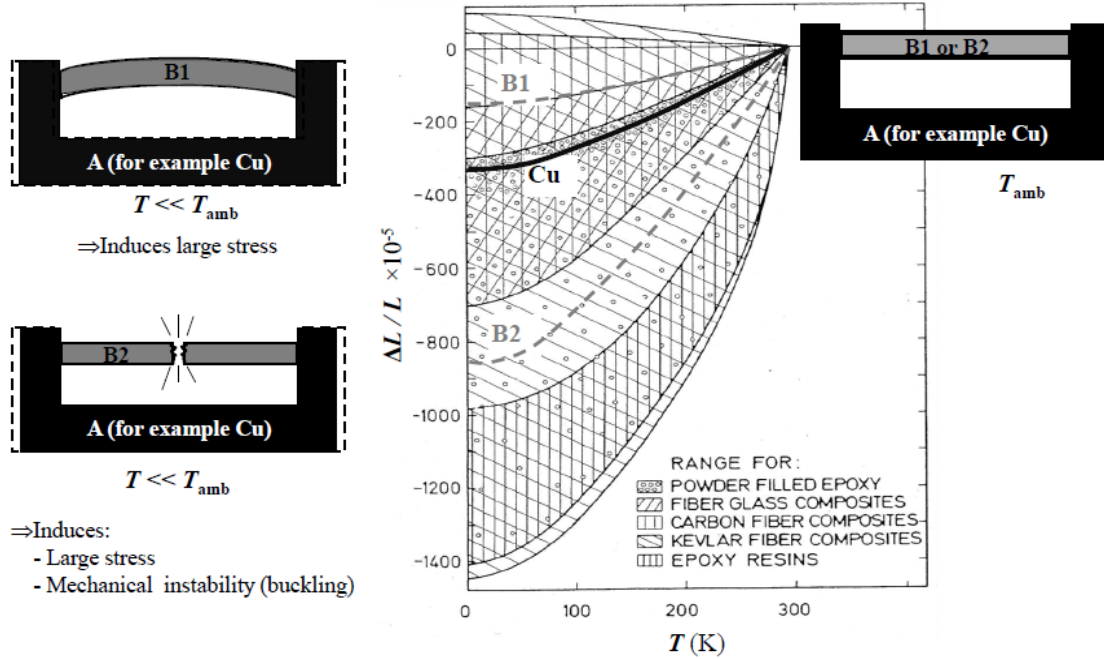 B1
A (for example Cu)
T << Tamb
⇒Induces large stress
B2
A (for example Cu)
T << Tamb
⇒Induces:
- Large stress
- Mechanical instability (buckling)
ΔL / L ×10-5
0
-200
-400
-600
-800
-1000
-1200
-1400
B1
Cu
B2
RANGE FOR:
POWDER FILLED EPOXY
FIBER GLASS COMPOSITES
CARBON FIBER COMPOSITES
KEVLAR FIBER COMPOSITES
EPOXY RESINS
0
100
200
300
T (K)
B1 or B2
A (for example Cu)
Tamb